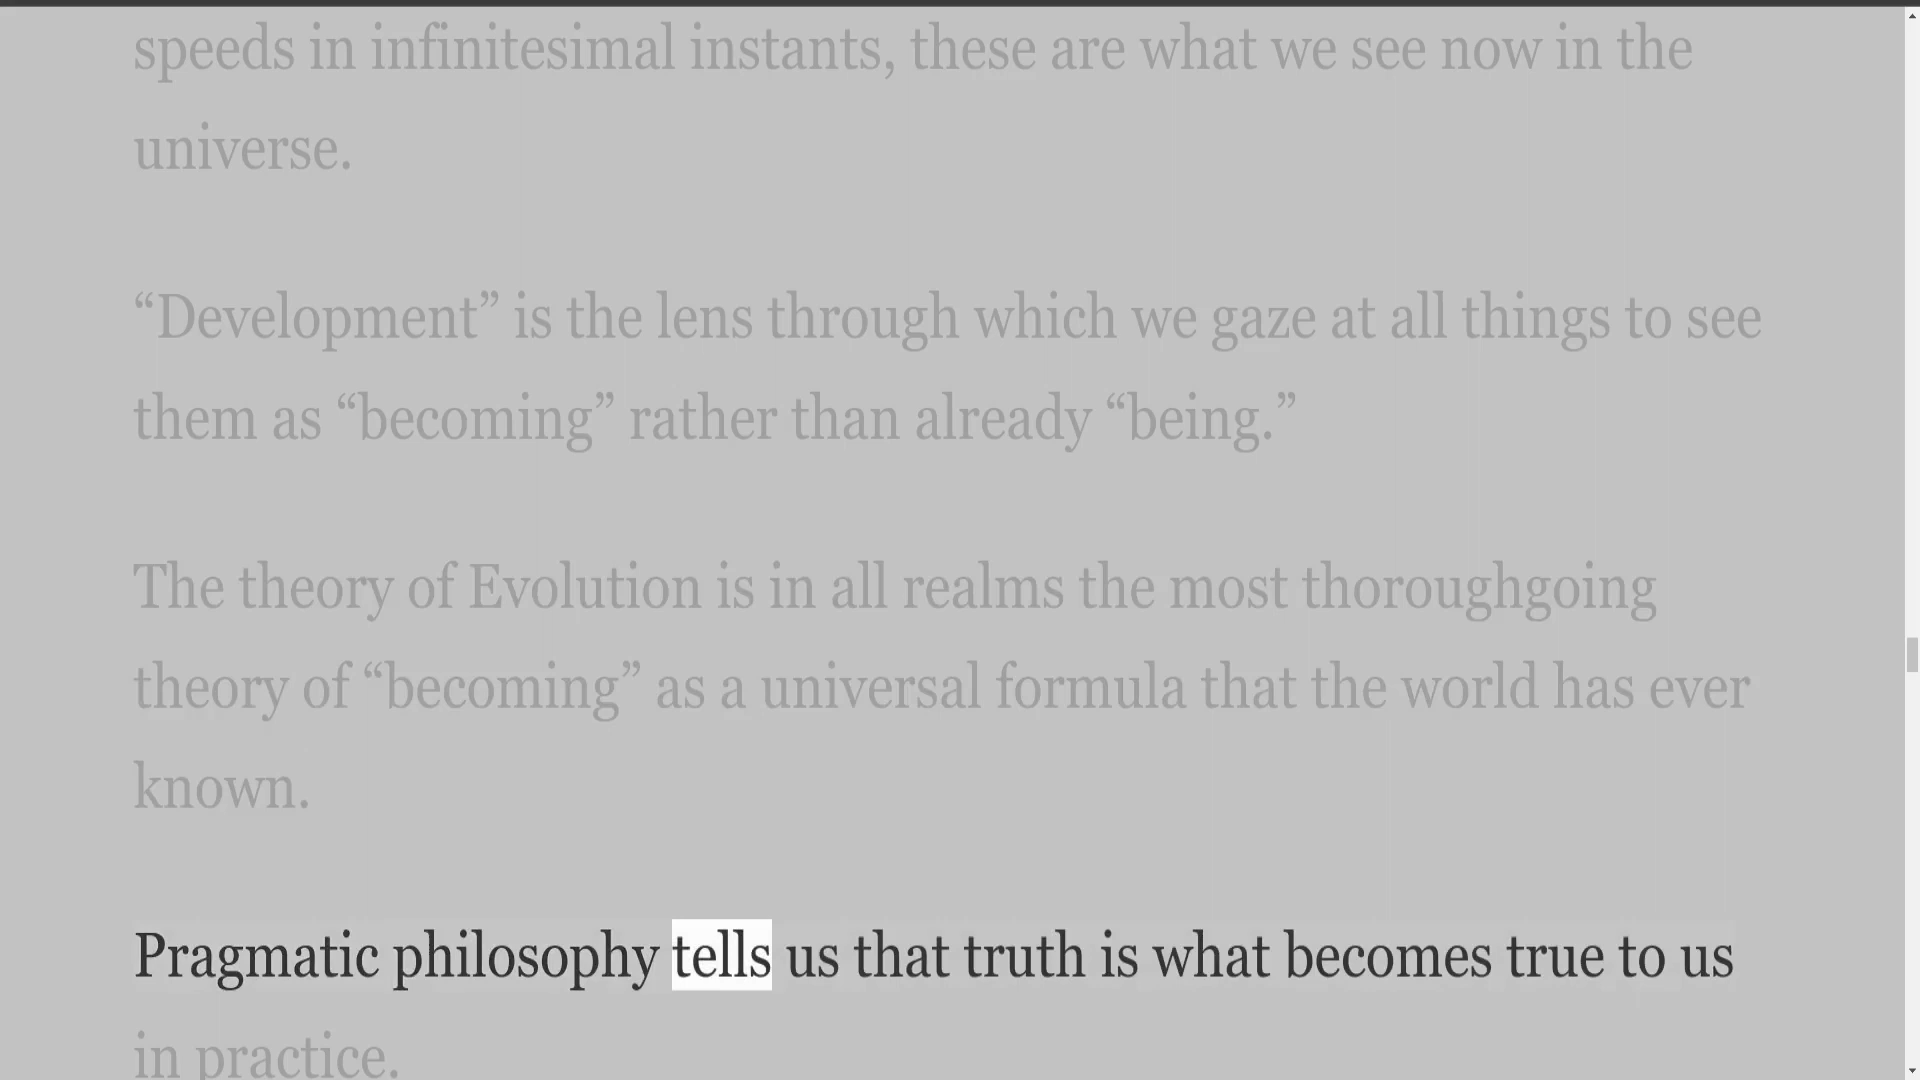 speeds in infinitesimal instants, these are what we see now in the
universe.
“Development” is the lens through which we gaze at all things to see
them as “becoming” rather than already “being.”
The theory of Evolution is in all realms the most thoroughgoing
theory of “becoming” as a universal formula that the world has ever
known.
Pragmatic philosophy tells us that truth is what becomes true to us
in practice.